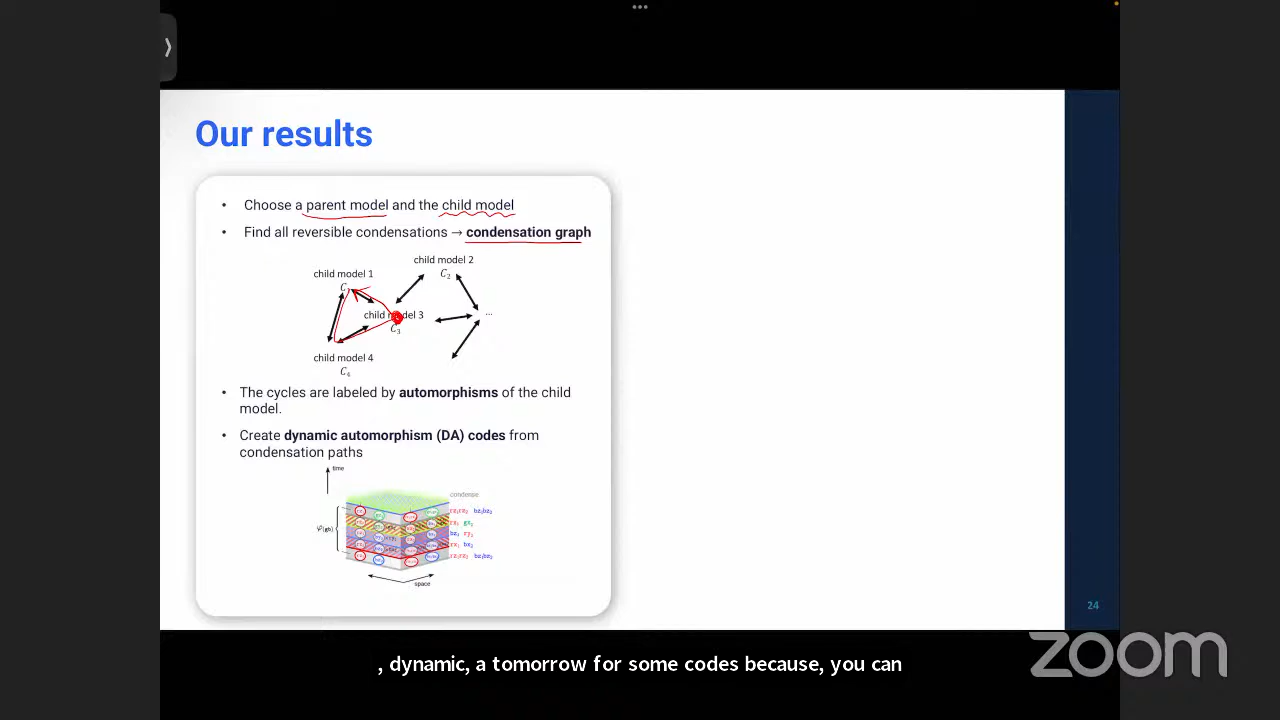 Our results
• Choose a parent model and the child model
• Find all reversible condensations → condensation graph
child model 2
C₂
child model 1
C
child model 3
C₃
...
child model 4
C₄
• The cycles are labeled by automorphisms of the child
model.
• Create dynamic automorphism (DA) codes from
condensation paths
time
condense
space
24
, dynamic, a tomorrow for some codes because, you can
zoom